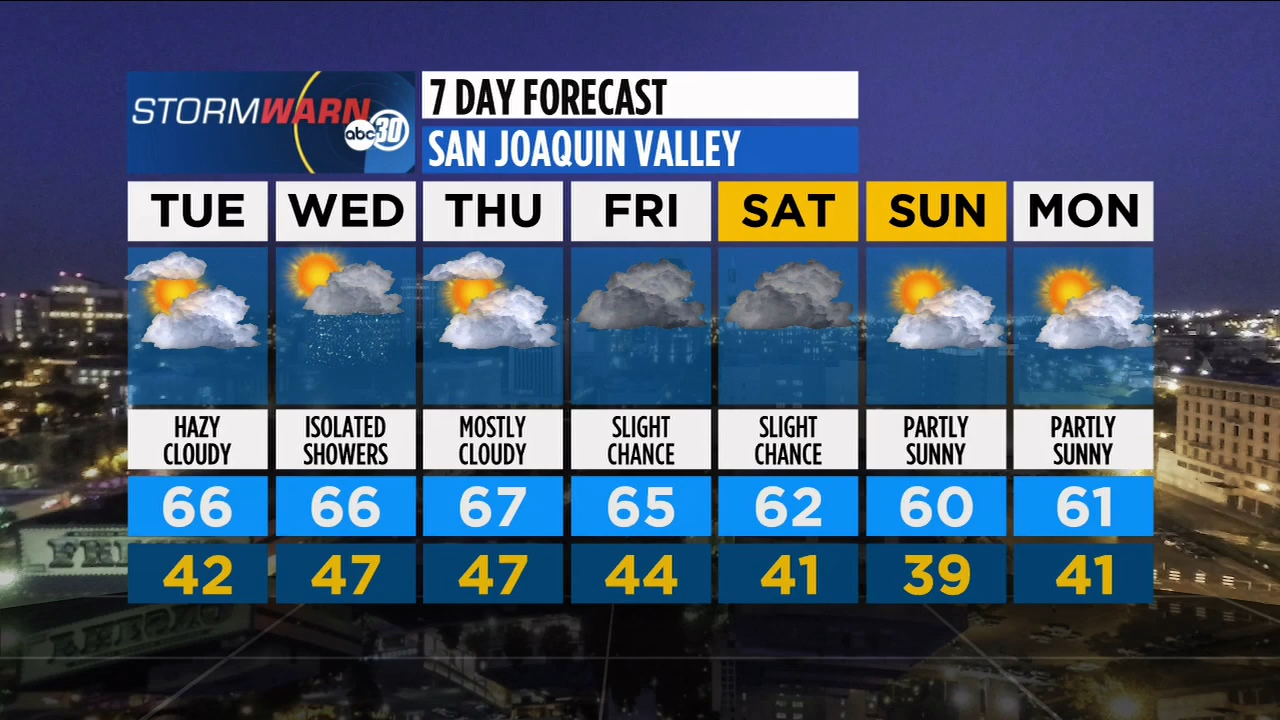 STORMWARN
abc30
7 DAY FORECAST
SAN JOAQUIN VALLEY
TUE WED THU FRI SAT SUN MON
HAZY ISOLATED MOSTLY SLIGHT SLIGHT PARTLY PARTLY
CLOUDY SHOWERS CLOUDY CHANCE CHANCE SUNNY SUNNY
66 66 67 65 62 60 61
42 47 47 44 41 39 41